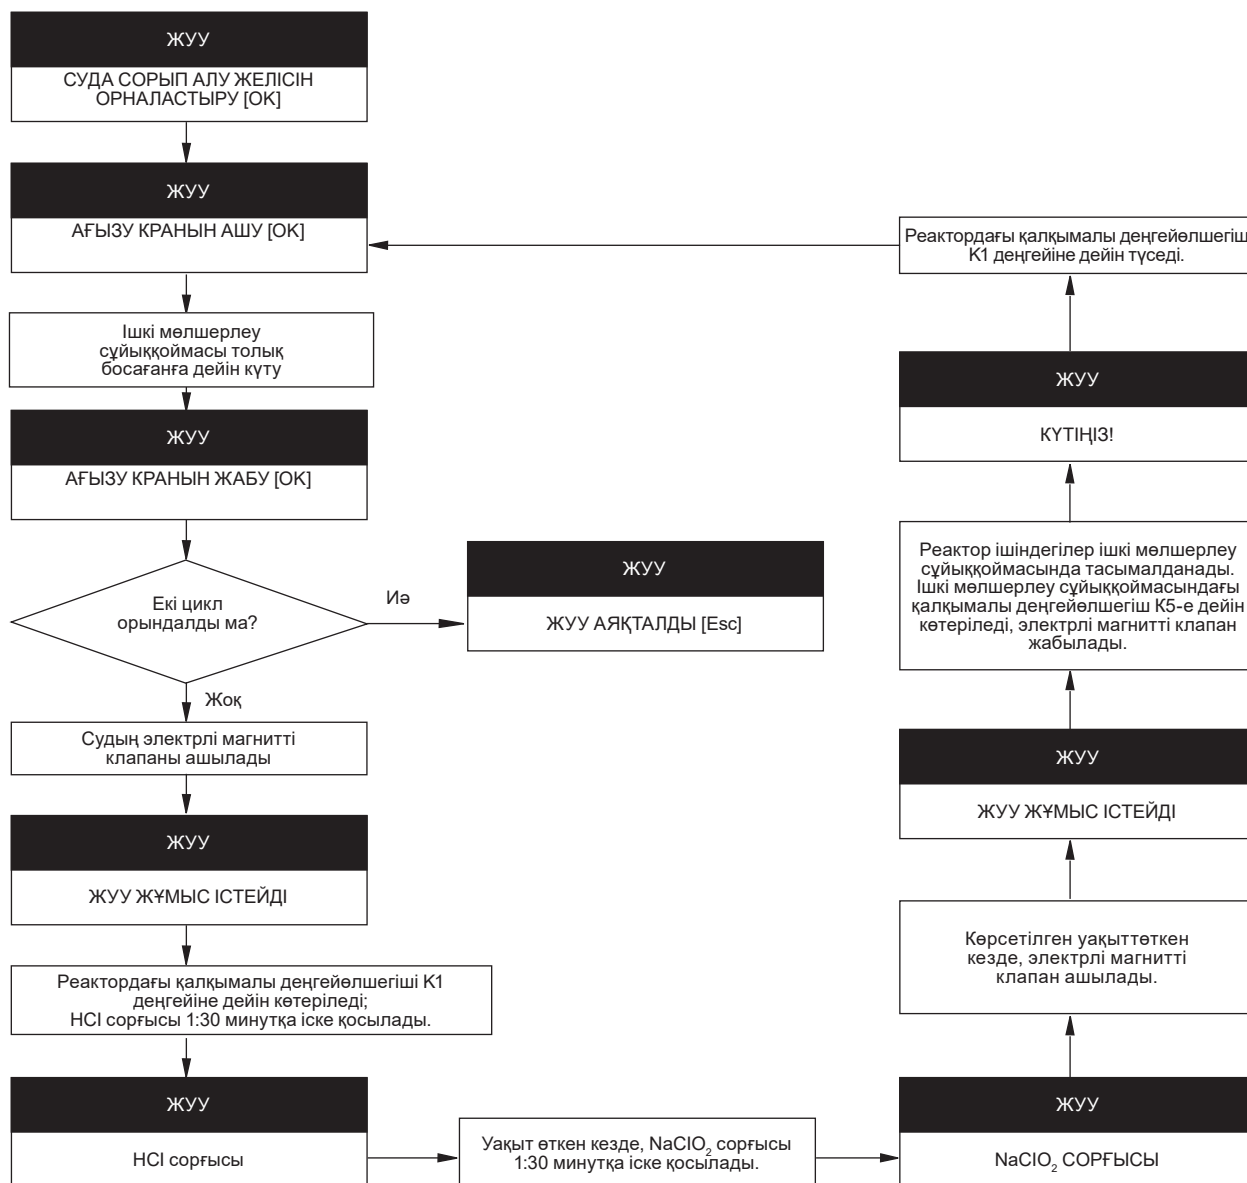 ЖУУ
СУДА СОРЫП АЛУ ЖЕЛІСІН
ОРНАЛАСТЫРУ [OK]
ЖУУ
АҒЫЗУ КРАНЫН АШУ [OK]
Ішкі мөлшерлеу
сұйыққоймасы толық
босағанға дейін күту
ЖУУ
АҒЫЗУ КРАНЫН ЖАБУ [OK]
Екі цикл
орындалды ма?
Иә
ЖУУ
ЖУУ АЯҚТАЛДЫ [Esc]
Жоқ
Судың электрлі магнитті
клапаны ашылады
ЖУУ
ЖУУ ЖҰМЫС ІСТЕЙДІ
Реактордағы қалқымалы деңгейөлшегіші К1
деңгейіне дейін көтеріледі;
HCl сорғысы 1:30 минутқа іске қосылады.
ЖУУ
HCl сорғысы
Уақыт өткен кезде, NaClO₂ сорғысы
1:30 минутқа іске қосылады.
ЖУУ
NaClO₂ СОРҒЫСЫ
Көрсетілген уақыттөткен
кезде, электрлі магнитті
клапан ашылады.
ЖУУ
ЖУУ ЖҰМЫС ІСТЕЙДІ
Реактор ішіндегілер ішкі мөлшерлеу
сұйыққоймасында тасымалданады.
Ішкі мөлшерлеу сұйыққоймасындағы
қалқымалы деңгейөлшегіш К5-е дейін
көтеріледі, электрлі магнитті клапан
жабылады.
ЖУУ
КҮТІҢІЗ!
Реактордағы қалқымалы деңгейөлшегіш
К1 деңгейіне дейін түседі.